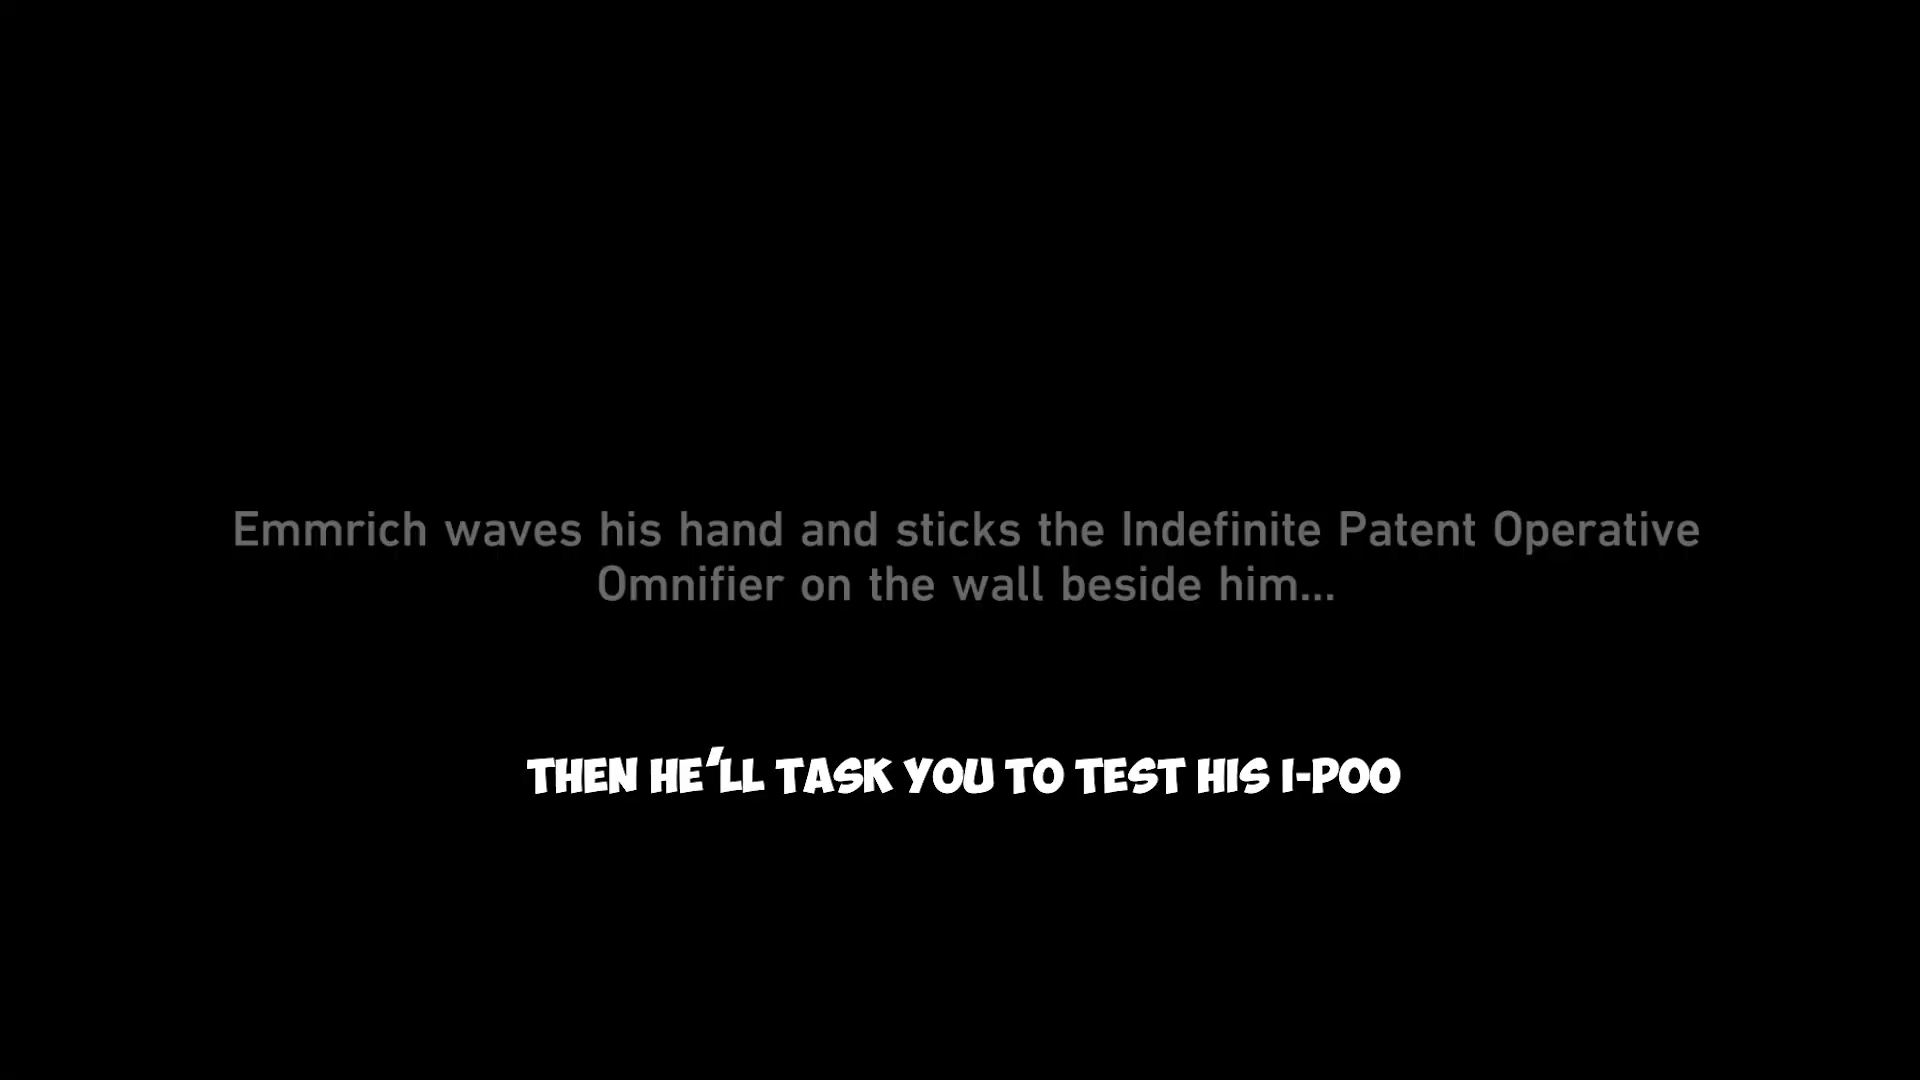 Emmrich waves his hand and sticks the Indefinite Patent Operative
Omnifier on the wall beside him...
THEN HE'LL TASK YOU TO TEST HIS I-POO